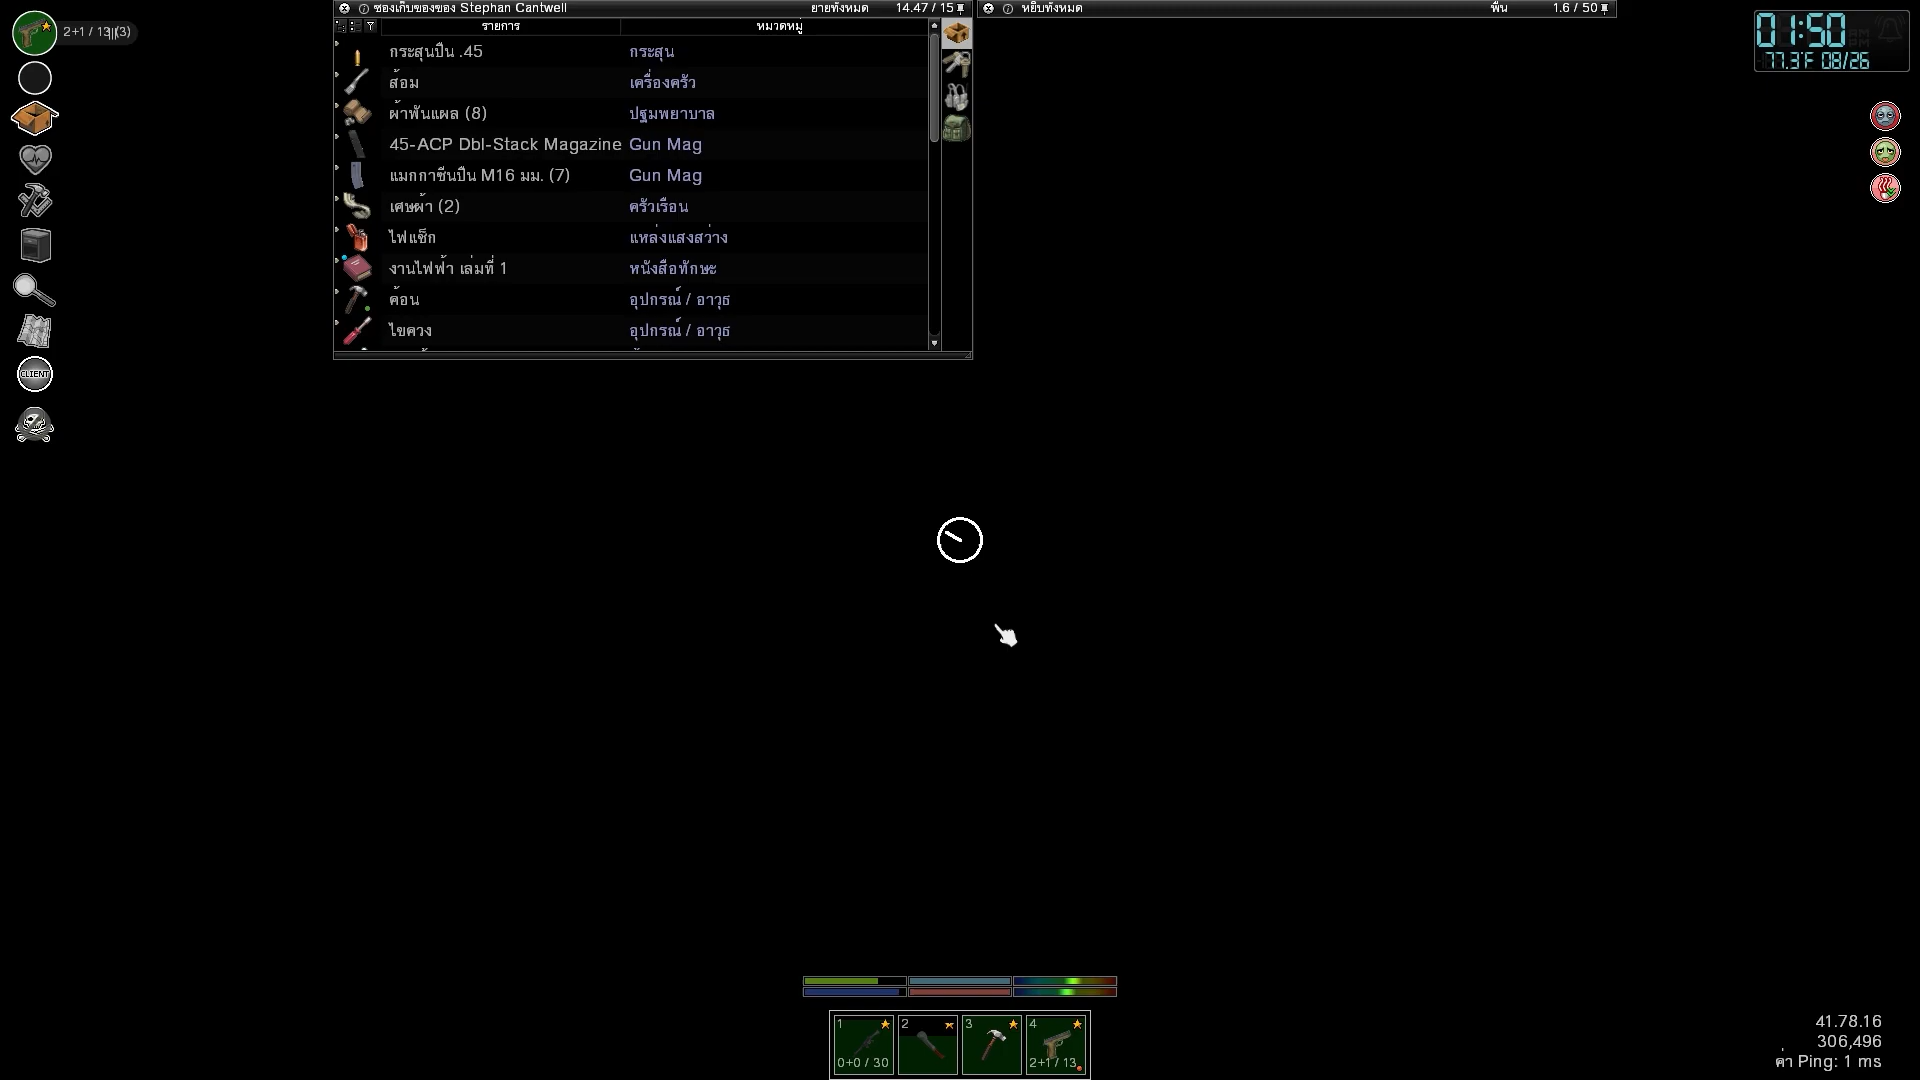 2+1 / 13 (3)
CLIENT
ช่องเก็บของของ Stephan Cantwell ย้ายทั้งหมด 14.47 / 15
รายการ หมวดหมู่
กระสุนปืน .45 กระสุน
ส้อม เครื่องครัว
ผ้าพันแผล (8) ปฐมพยาบาล
45-ACP Dbl-Stack Magazine Gun Mag
แมกกาซีนปืน M16 มม. (7) Gun Mag
เศษผ้า (2) ครัวเรือน
ไฟแช็ก แหล่งแสงสว่าง
งานไฟฟ้า เล่มที่ 1 หนังสือทักษะ
ค้อน อุปกรณ์ / อาวุธ
ไขควง อุปกรณ์ / อาวุธ
หยิบทั้งหมด พื้น 1.6 / 50
01:50
77.3°F 08/26
1 2 3 4
0+0 / 30 2+1 / 13
41.78.16
306,496
ค่า Ping: 1 ms